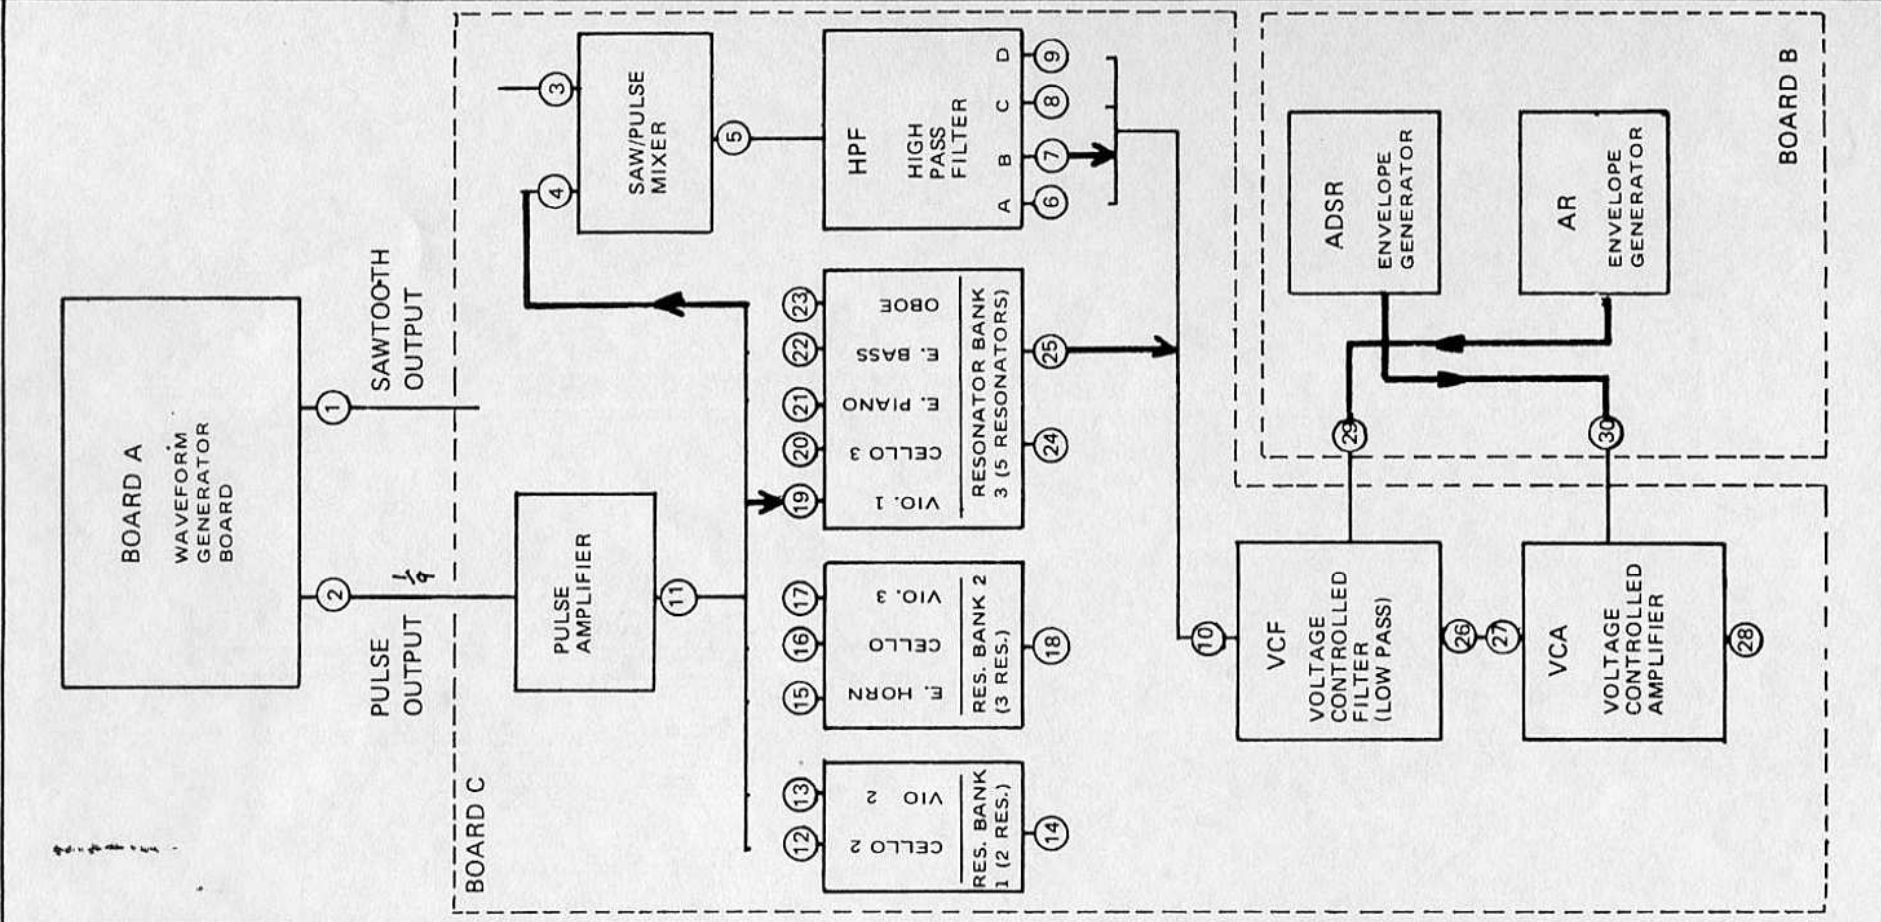 BOARD A
WAVEFORM
GENERATOR
BOARD
2
1
PULSE
OUTPUT
1/9
SAWTOOTH
OUTPUT
BOARD C
PULSE
AMPLIFIER
11
3
4
SAW/PULSE
MIXER
5
HPF
HIGH
PASS
FILTER
A B C D
6 7 8 9
12 13
CELLO 2
VIO 2
RES. BANK
1 (2 RES.)
14
15 16 17
E. HORN
CELLO
VIO. 3
RES. BANK 2
(3 RES.)
18
19 20 21 22 23
VIO. 1
CELLO 3
E. PIANO
E. BASS
OBOE
RESONATOR BANK
3 (5 RESONATORS)
24 25
10
VCF
VOLTAGE
CONTROLLED
FILTER
(LOW PASS)
26
27
VCA
VOLTAGE
CONTROLLED
AMPLIFIER
28
29
30
ADSR
ENVELOPE
GENERATOR
AR
ENVELOPE
GENERATOR
BOARD B